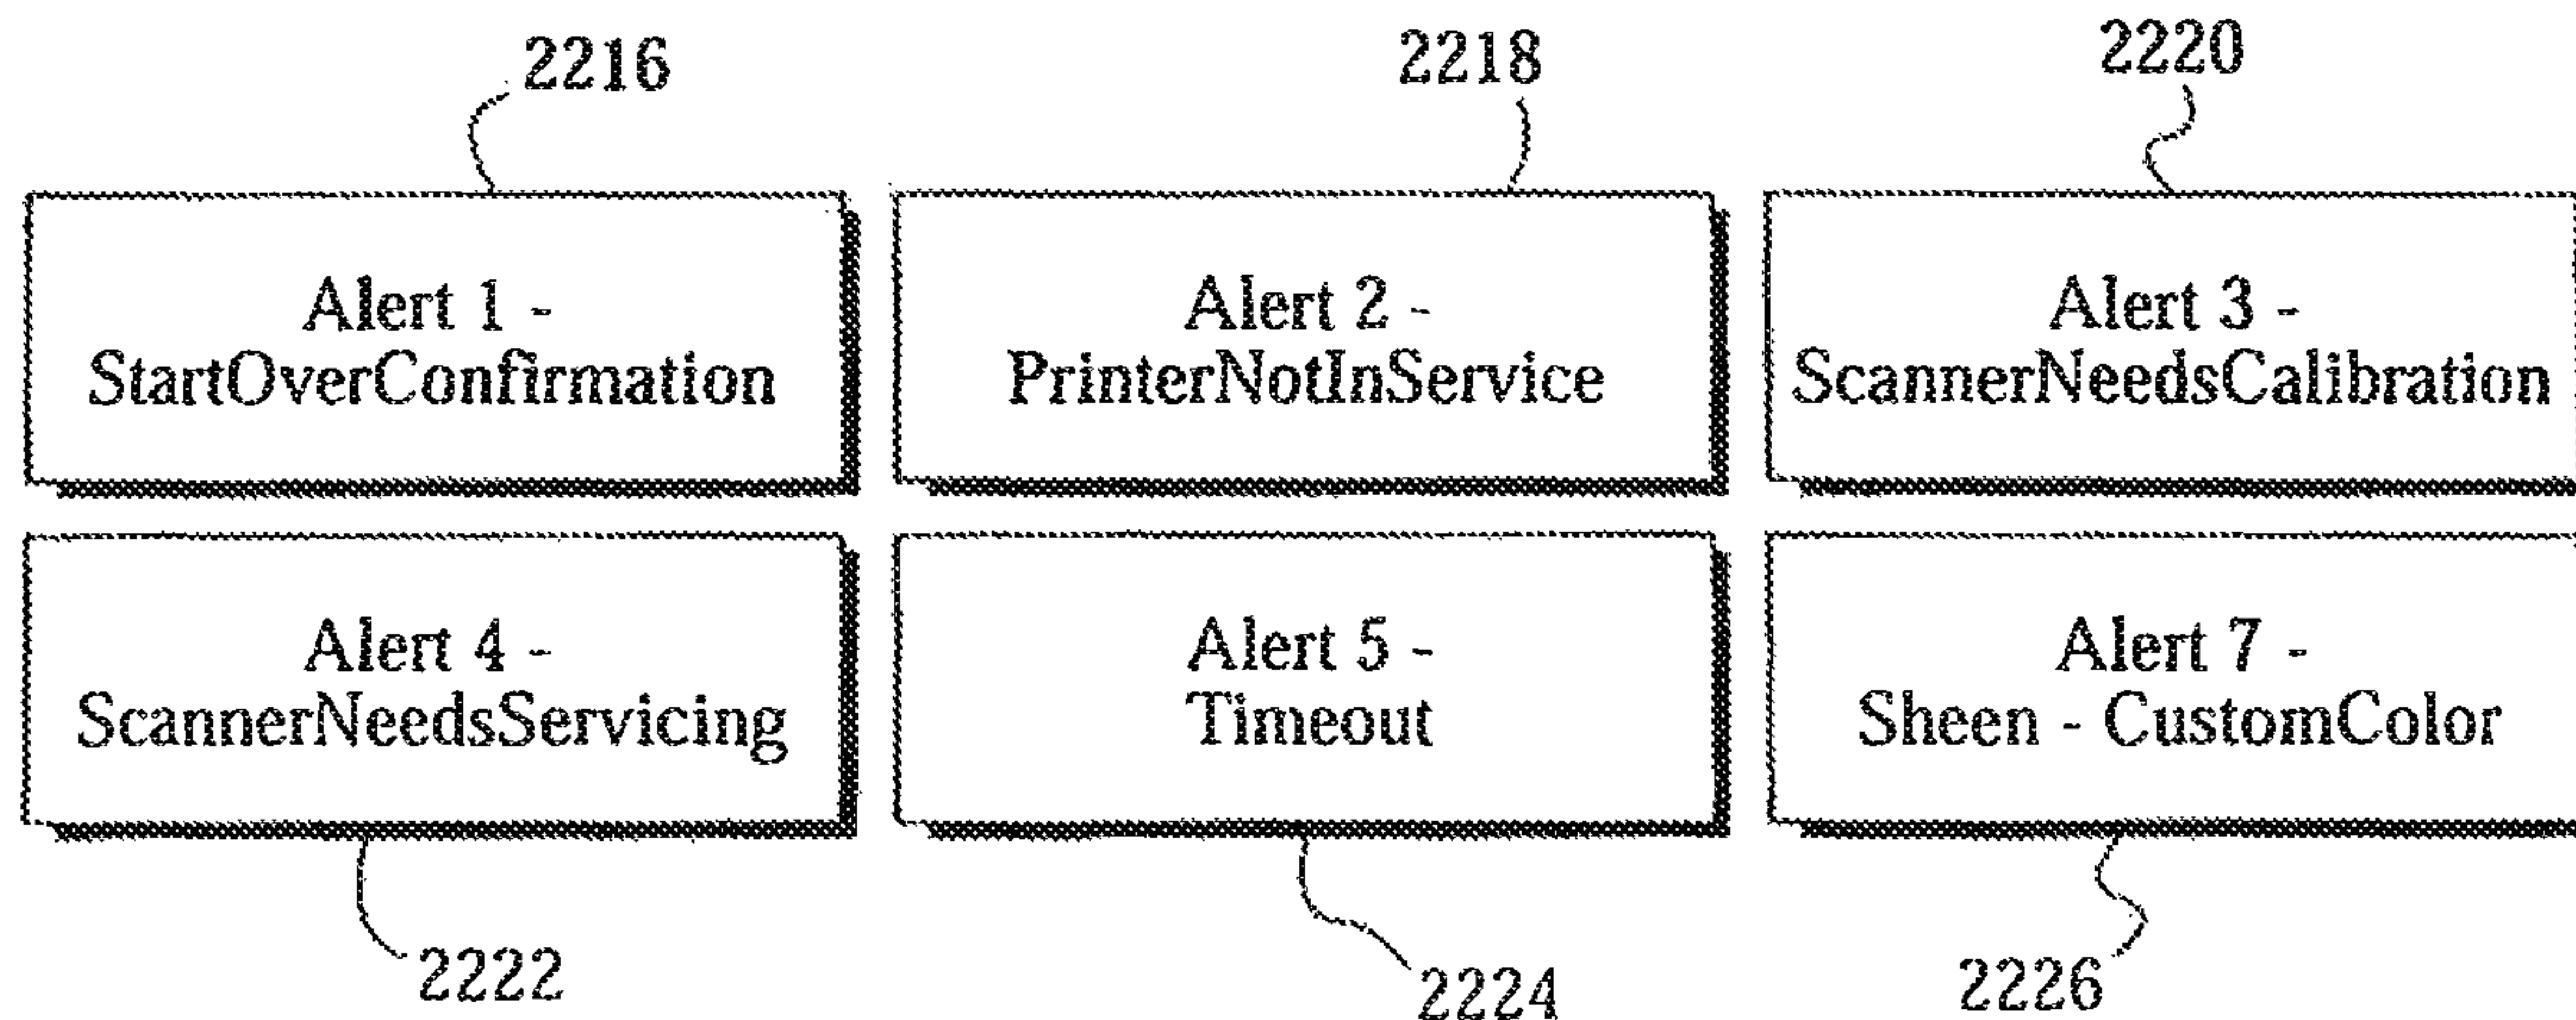 2216
2218
2220
Alert 1 -
StartOverConfirmation
Alert 2 -
PrinterNotInService
Alert 3 -
ScannerNeedsCalibration
Alert 4 -
ScannerNeedsServicing
Alert 5 -
Timeout
Alert 7 -
Sheen - CustomColor
2222
2224
2226